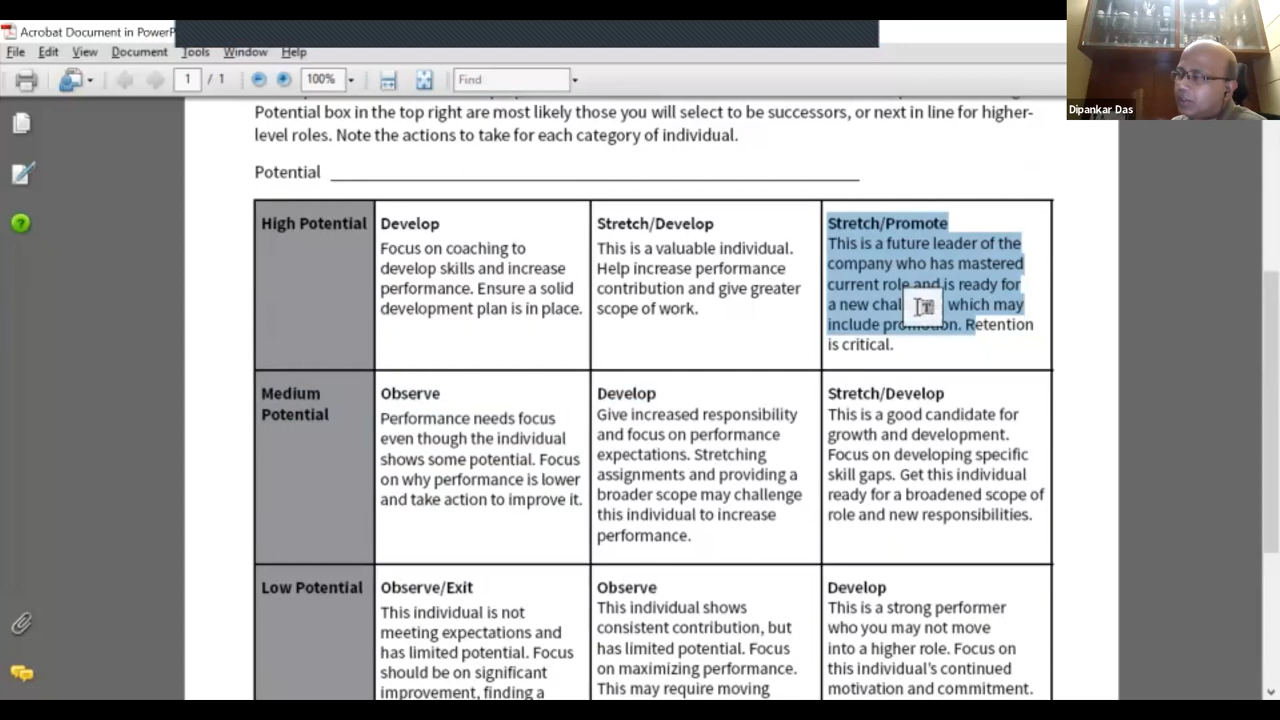 Acrobat Document in PowerP
File Edit View Document Tools Window Help
1 / 1 100% Find
Dipankar Das
Potential box in the top right are most likely those you will select to be successors, or next in line for higher-
level roles. Note the actions to take for each category of individual.
Potential
High Potential
Develop
Focus on coaching to
develop skills and increase
performance. Ensure a solid
development plan is in place.
Stretch/Develop
This is a valuable individual.
Help increase performance
contribution and give greater
scope of work.
Stretch/Promote
This is a future leader of the
company who has mastered
current role and is ready for
a new chal which may
include promotion. Retention
is critical.
Medium
Potential
Observe
Performance needs focus
even though the individual
shows some potential. Focus
on why performance is lower
and take action to improve it.
Develop
Give increased responsibility
and focus on performance
expectations. Stretching
assignments and providing a
broader scope may challenge
this individual to increase
performance.
Stretch/Develop
This is a good candidate for
growth and development.
Focus on developing specific
skill gaps. Get this individual
ready for a broadened scope of
role and new responsibilities.
Low Potential
Observe/Exit
This individual is not
meeting expectations and
has limited potential. Focus
should be on significant
improvement, finding a
Observe
This individual shows
consistent contribution, but
has limited potential. Focus
on maximizing performance.
This may require moving
Develop
This is a strong performer
who you may not move
into a higher role. Focus on
this individual's continued
motivation and commitment.